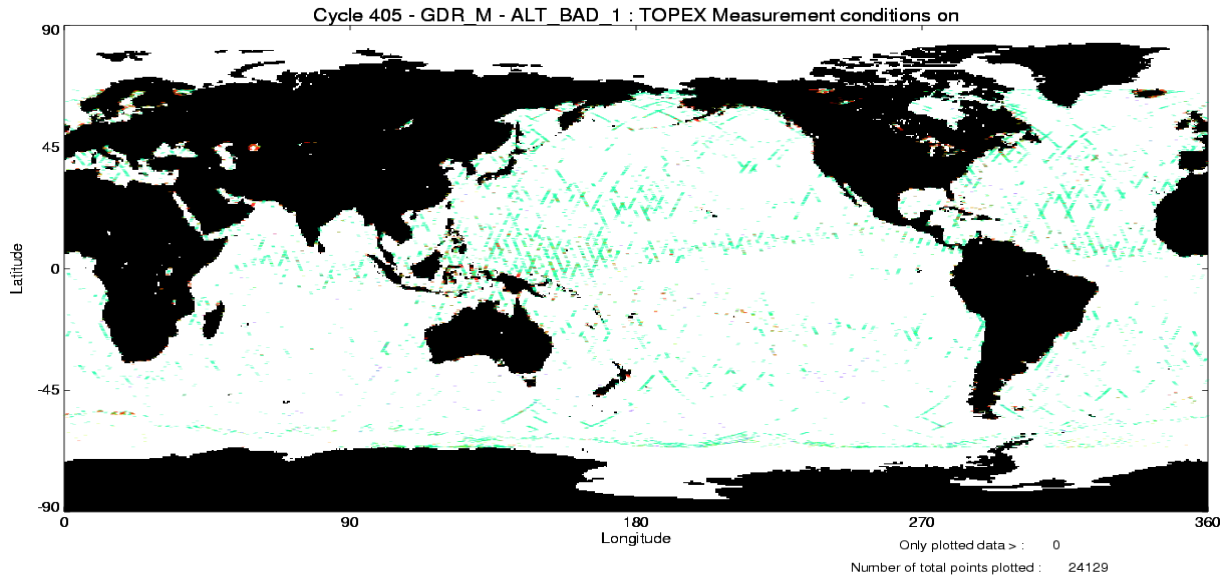 Cycle 405 - GDR_M - ALT_BAD_1 : TOPEX Measurement conditions on
90
45
0
-45
-90
Latitude
0 90 180 270 360
Longitude
Only plotted data > : 0
Number of total points plotted : 24129